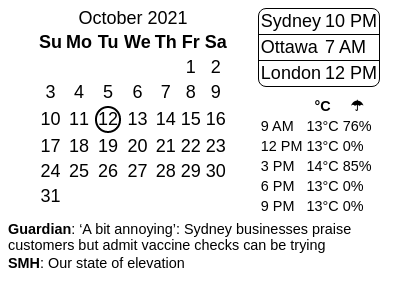 October 2021
Su Mo Tu We Th Fr Sa
1 2
3 4 5 6 7 8 9
10 11 12 13 14 15 16
17 18 19 20 21 22 23
24 25 26 27 28 29 30
31
Sydney 10 PM
Ottawa 7 AM
London 12 PM
°C ☂
9 AM 13°C 76%
12 PM 13°C 0%
3 PM 14°C 85%
6 PM 13°C 0%
9 PM 13°C 0%
Guardian: ‘A bit annoying’: Sydney businesses praise
customers but admit vaccine checks can be trying
SMH: Our state of elevation